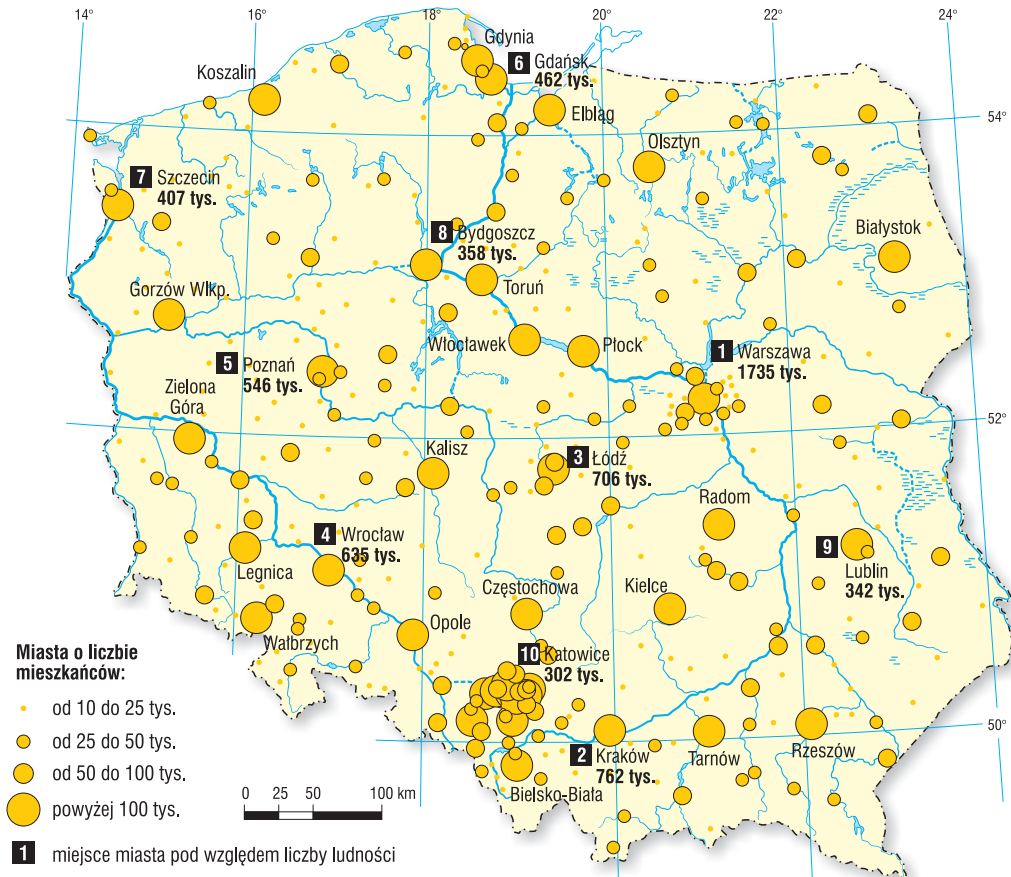 14°
16°
18°
20°
22°
24°
Gdynia
6 Gdańsk
462 tys.
Koszalin
Elbląg
54°
Olsztyn
7 Szczecin
407 tys.
8 Bydgoszcz
358 tys.
Białystok
Toruń
Gorzów Wlkp.
Włocławek
Płock
1 Warszawa
1735 tys.
5 Poznań
546 tys.
Zielona
Góra
52°
Kalisz
3 Łódź
706 tys.
Radom
4 Wrocław
635 tys.
9
Lublin
342 tys.
Legnica
Częstochowa
Kielce
Opole
Wałbrzych
10 Katowice
302 tys.
50°
2 Kraków
762 tys.
Tarnów
Rzeszów
Bielsko-Biała
Miasta o liczbie
mieszkańców:
od 10 do 25 tys.
od 25 do 50 tys.
od 50 do 100 tys.
powyżej 100 tys.
1 miejsce miasta pod względem liczby ludności
0 25 50 100 km